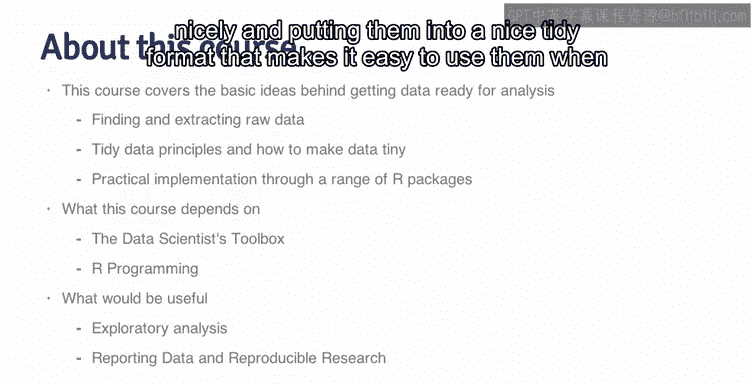 nicely and putting them into a nice tidy
About this course
format that makes it easy to use them when
· This course covers the basic ideas behind getting data ready for analysis
- Finding and extracting raw data
- Tidy data principles and how to make data tiny
- Practical implementation through a range of R packages
· What this course depends on
- The Data Scientist's Toolbox
- R Programming
· What would be useful
- Exploratory analysis
- Reporting Data and Reproducible Research